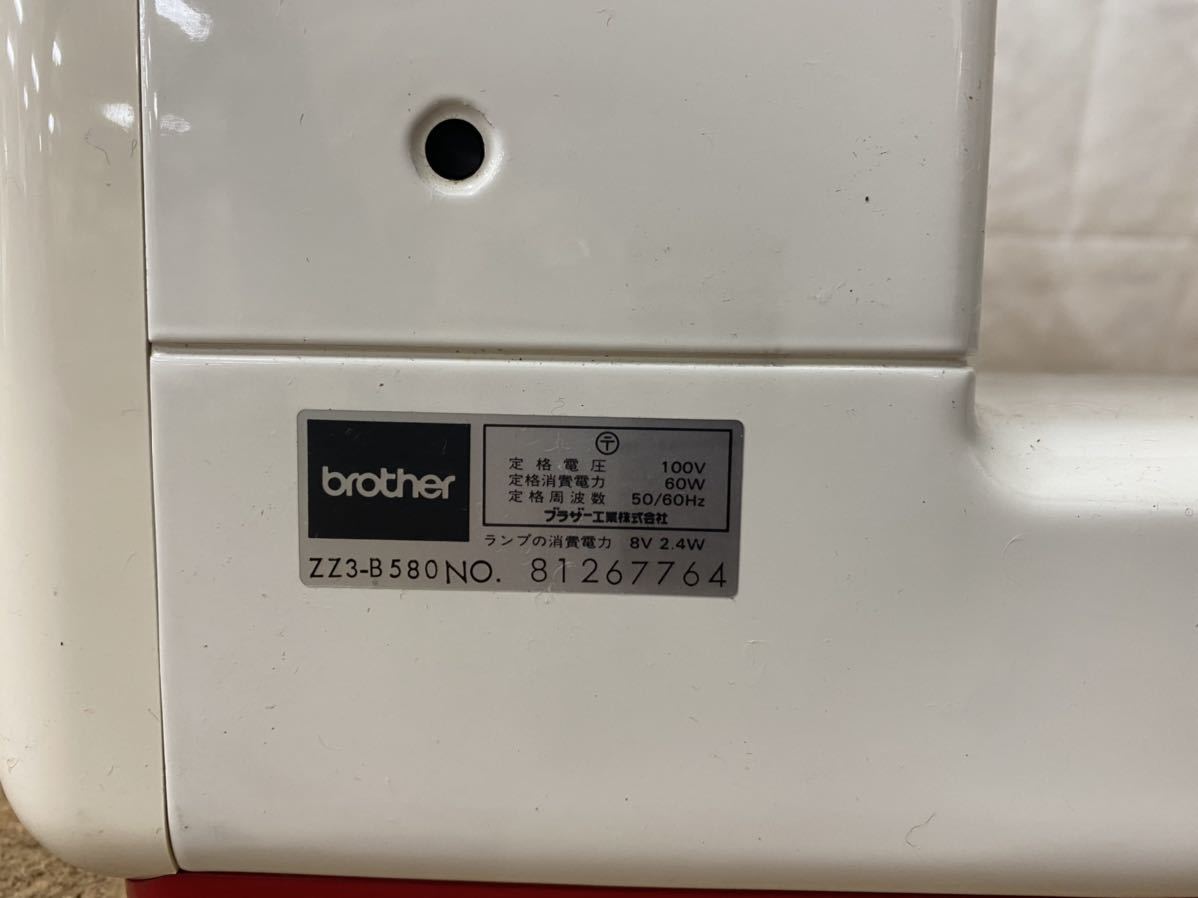 brother
〒
定格電圧 100V
定格消費電力 60W
定格周波数 50/60Hz
ブラザー工業株式会社
ランプの消費電力 8V 2.4W
ZZ3-B580 NO. 81267764